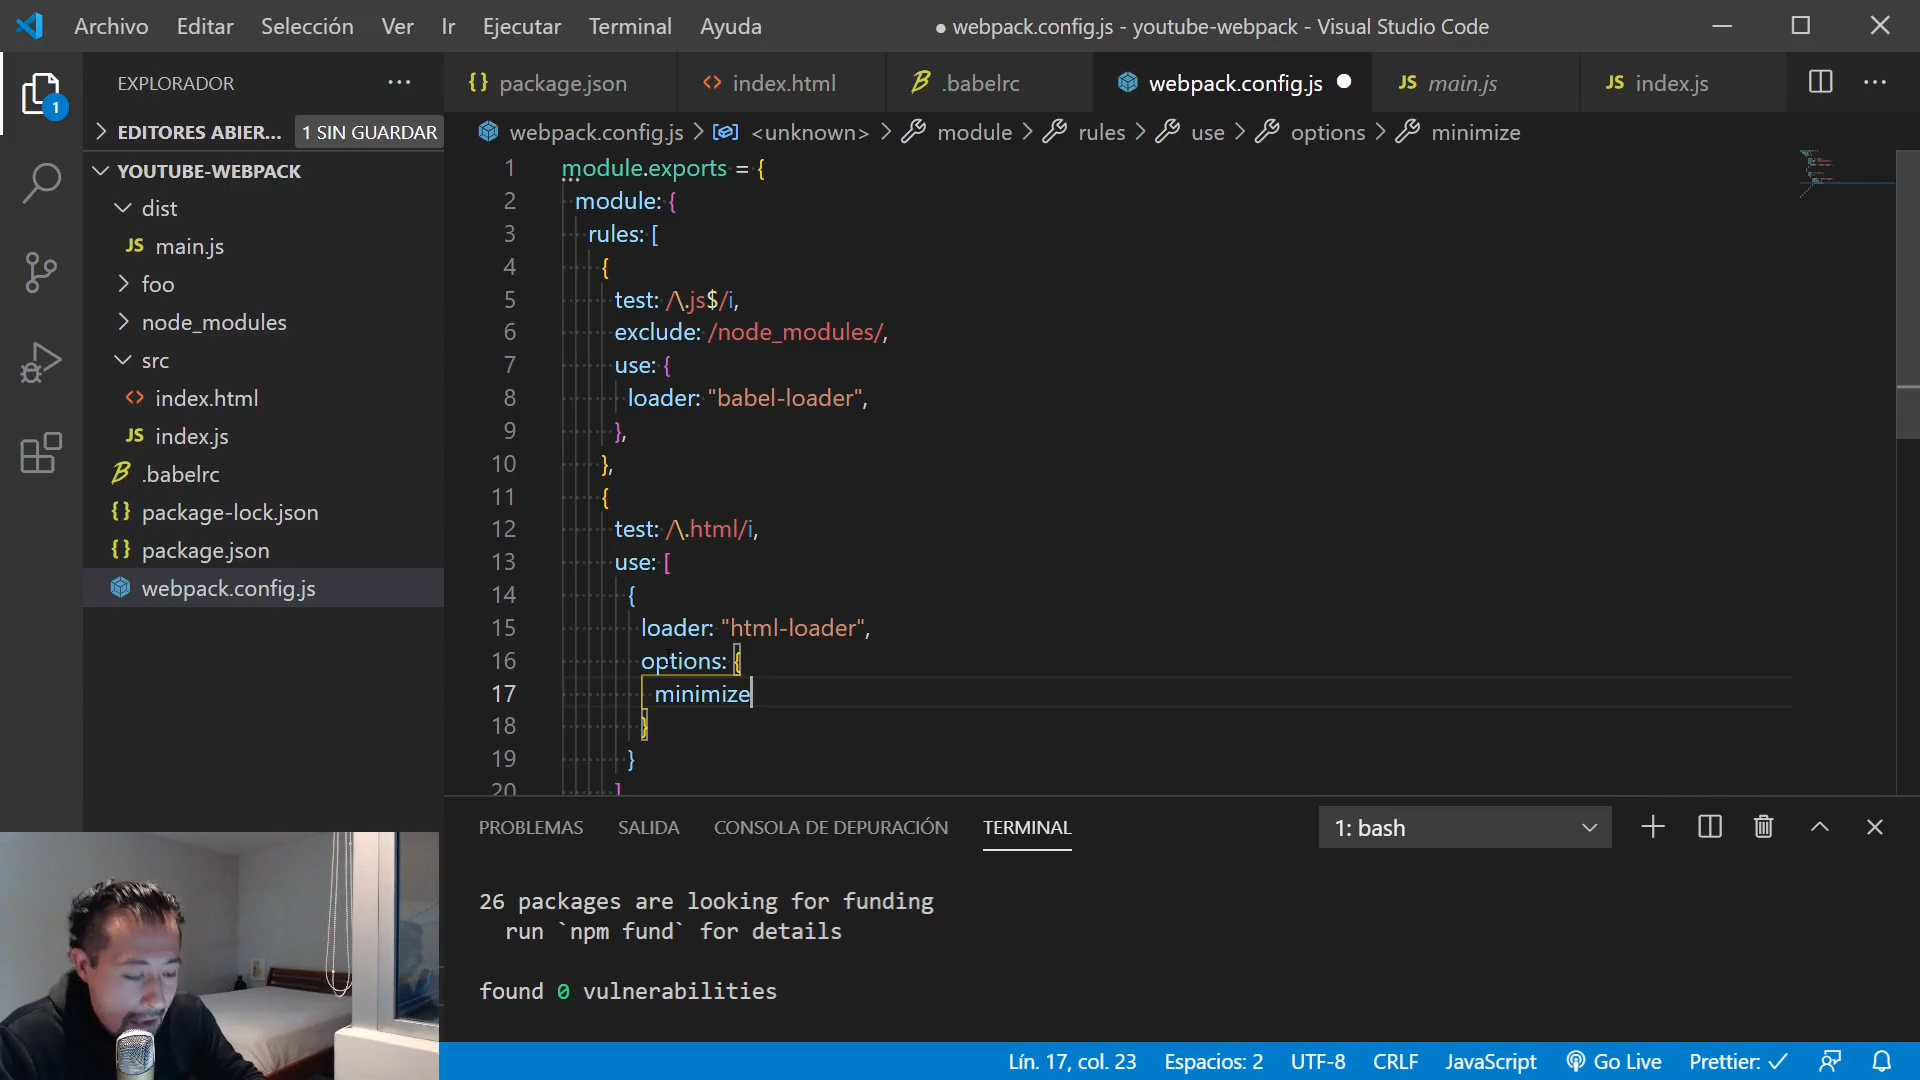 Archivo Editar Selección Ver Ir Ejecutar Terminal Ayuda
● webpack.config.js - youtube-webpack - Visual Studio Code
EXPLORADOR ···
EDITORES ABIER... 1 SIN GUARDAR
YOUTUBE-WEBPACK
dist
JS main.js
foo
node_modules
src
<> index.html
JS index.js
.babelrc
{} package-lock.json
{} package.json
webpack.config.js
1
{} package.json <> index.html .babelrc webpack.config.js ● JS main.js JS index.js ···
webpack.config.js > <unknown> > module > rules > use > options > minimize
1 module.exports = {
2 module: {
3 rules: [
4 {
5 test: /\.js$/i,
6 exclude: /node_modules/,
7 use: {
8 loader: "babel-loader",
9 },
10 },
11 {
12 test: /\.html/i,
13 use: [
14 {
15 loader: "html-loader",
16 options: {
17 minimize
18 }
19 }
20 ]
PROBLEMAS SALIDA CONSOLA DE DEPURACIÓN TERMINAL 1: bash
26 packages are looking for funding
run `npm fund` for details
found 0 vulnerabilities
Lín. 17, col. 23 Espacios: 2 UTF-8 CRLF JavaScript Go Live Prettier: ✓